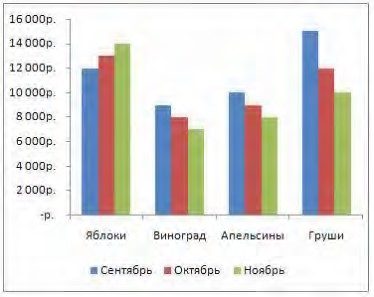 16 000р.
14 000р.
12 000р.
10 000р.
8 000р.
6 000р.
4 000р.
2 000р.
-р.
Яблоки Виноград Апельсины Груши
Сентябрь Октябрь Ноябрь